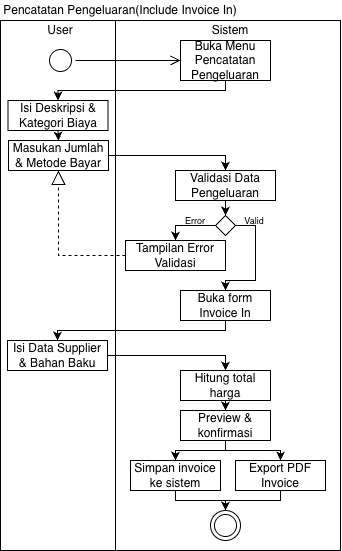 Pencatatan Pengeluaran(Include Invoice In)
User
Sistem
Buka Menu
Pencatatan
Pengeluaran
Isi Deskripsi &
Kategori Biaya
Masukan Jumlah
& Metode Bayar
Validasi Data
Pengeluaran
Error
Valid
Tampilan Error
Validasi
Buka form
Invoice In
Isi Data Supplier
& Bahan Baku
Hitung total
harga
Preview &
konfirmasi
Simpan invoice
ke sistem
Export PDF
Invoice